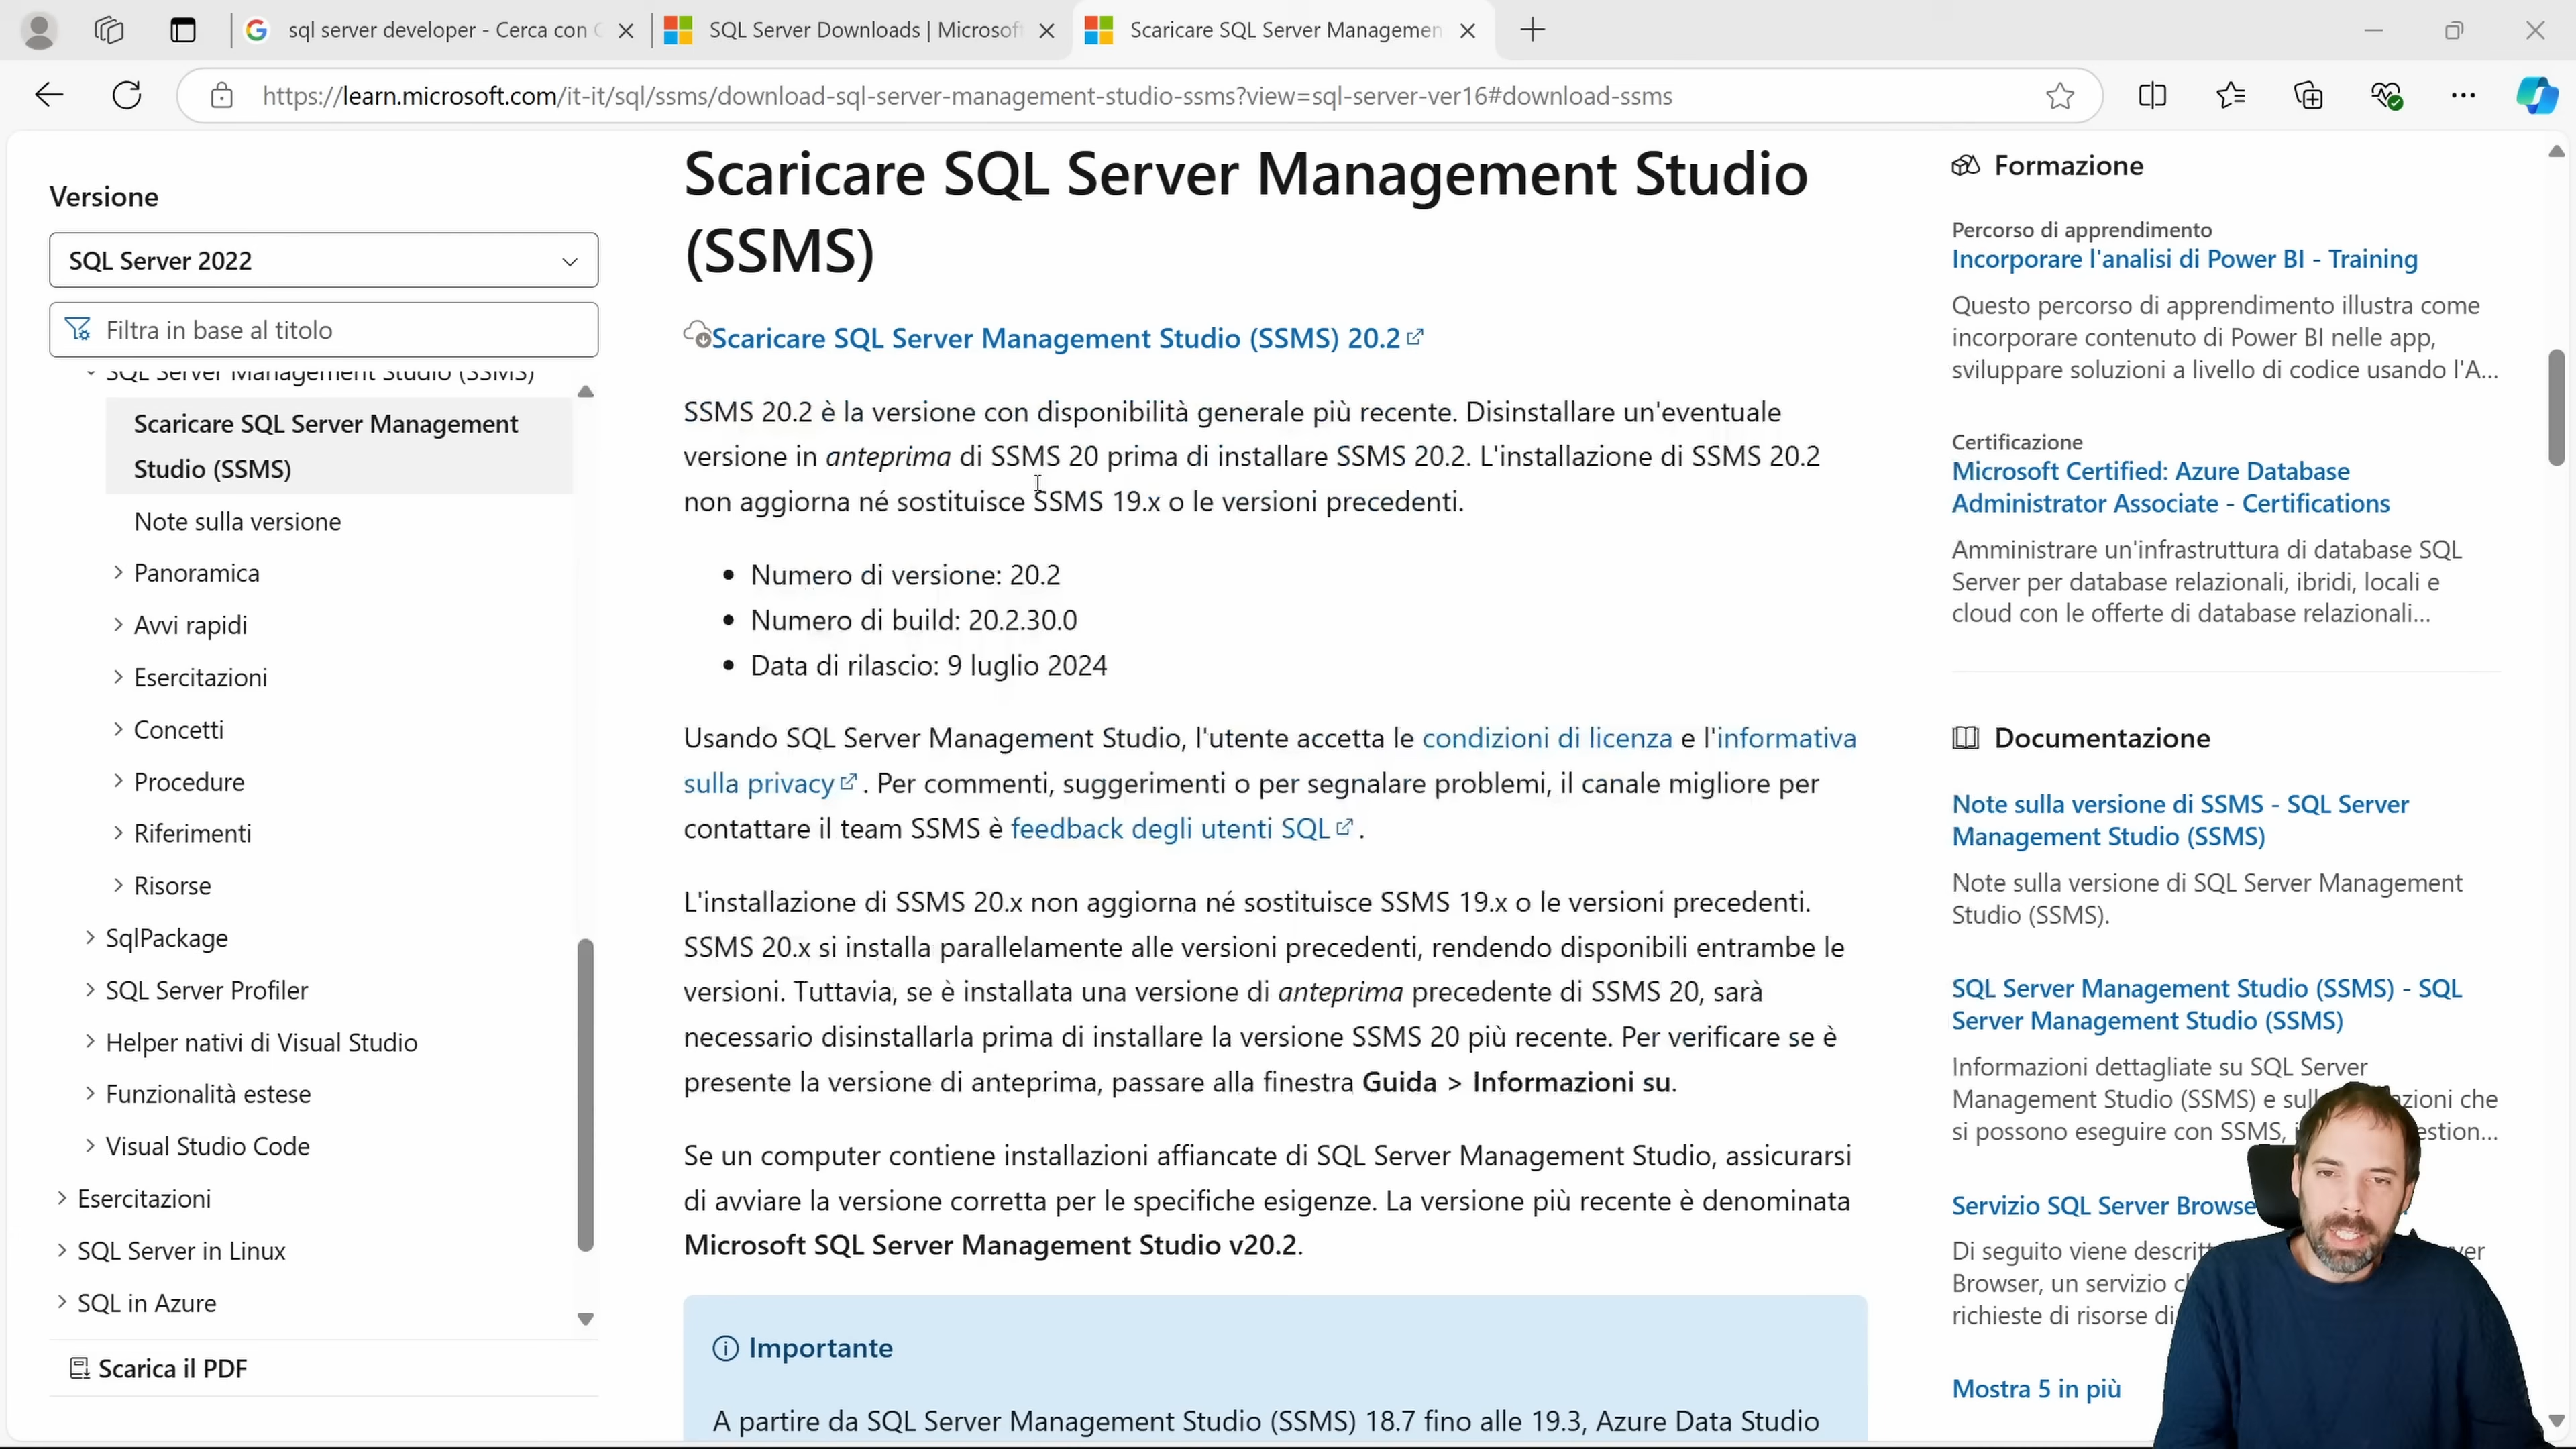 sql server developer - Cerca con
SQL Server Downloads | Microsof
Scaricare SQL Server Managemen
https://learn.microsoft.com/it-it/sql/ssms/download-sql-server-management-studio-ssms?view=sql-server-ver16#download-ssms
Versione
SQL Server 2022
Filtra in base al titolo
SQL Server Management Studio (SSMS)
Scaricare SQL Server Management
Studio (SSMS)
Note sulla versione
Panoramica
Avvi rapidi
Esercitazioni
Concetti
Procedure
Riferimenti
Risorse
SqlPackage
SQL Server Profiler
Helper nativi di Visual Studio
Funzionalità estese
Visual Studio Code
Esercitazioni
SQL Server in Linux
SQL in Azure
Scarica il PDF
Scaricare SQL Server Management Studio
(SSMS)
Scaricare SQL Server Management Studio (SSMS) 20.2
SSMS 20.2 è la versione con disponibilità generale più recente. Disinstallare un'eventuale
versione in anteprima di SSMS 20 prima di installare SSMS 20.2. L'installazione di SSMS 20.2
non aggiorna né sostituisce SSMS 19.x o le versioni precedenti.
• Numero di versione: 20.2
• Numero di build: 20.2.30.0
• Data di rilascio: 9 luglio 2024
Usando SQL Server Management Studio, l'utente accetta le condizioni di licenza e l'informativa
sulla privacy . Per commenti, suggerimenti o per segnalare problemi, il canale migliore per
contattare il team SSMS è feedback degli utenti SQL .
L'installazione di SSMS 20.x non aggiorna né sostituisce SSMS 19.x o le versioni precedenti.
SSMS 20.x si installa parallelamente alle versioni precedenti, rendendo disponibili entrambe le
versioni. Tuttavia, se è installata una versione di anteprima precedente di SSMS 20, sarà
necessario disinstallarla prima di installare la versione SSMS 20 più recente. Per verificare se è
presente la versione di anteprima, passare alla finestra Guida > Informazioni su.
Se un computer contiene installazioni affiancate di SQL Server Management Studio, assicurarsi
di avviare la versione corretta per le specifiche esigenze. La versione più recente è denominata
Microsoft SQL Server Management Studio v20.2.
Importante
A partire da SQL Server Management Studio (SSMS) 18.7 fino alle 19.3, Azure Data Studio
Formazione
Percorso di apprendimento
Incorporare l'analisi di Power BI - Training
Questo percorso di apprendimento illustra come
incorporare contenuto di Power BI nelle app,
sviluppare soluzioni a livello di codice usando l'A...
Certificazione
Microsoft Certified: Azure Database
Administrator Associate - Certifications
Amministrare un'infrastruttura di database SQL
Server per database relazionali, ibridi, locali e
cloud con le offerte di database relazionali...
Documentazione
Note sulla versione di SSMS - SQL Server
Management Studio (SSMS)
Note sulla versione di SQL Server Management
Studio (SSMS).
SQL Server Management Studio (SSMS) - SQL
Server Management Studio (SSMS)
Informazioni dettagliate su SQL Server
Management Studio (SSMS) e sull azioni che
si possono eseguire con SSMS, estion...
Servizio SQL Server Browse
Di seguito viene descritt ver
Browser, un servizio
richieste di risorse di
Mostra 5 in più